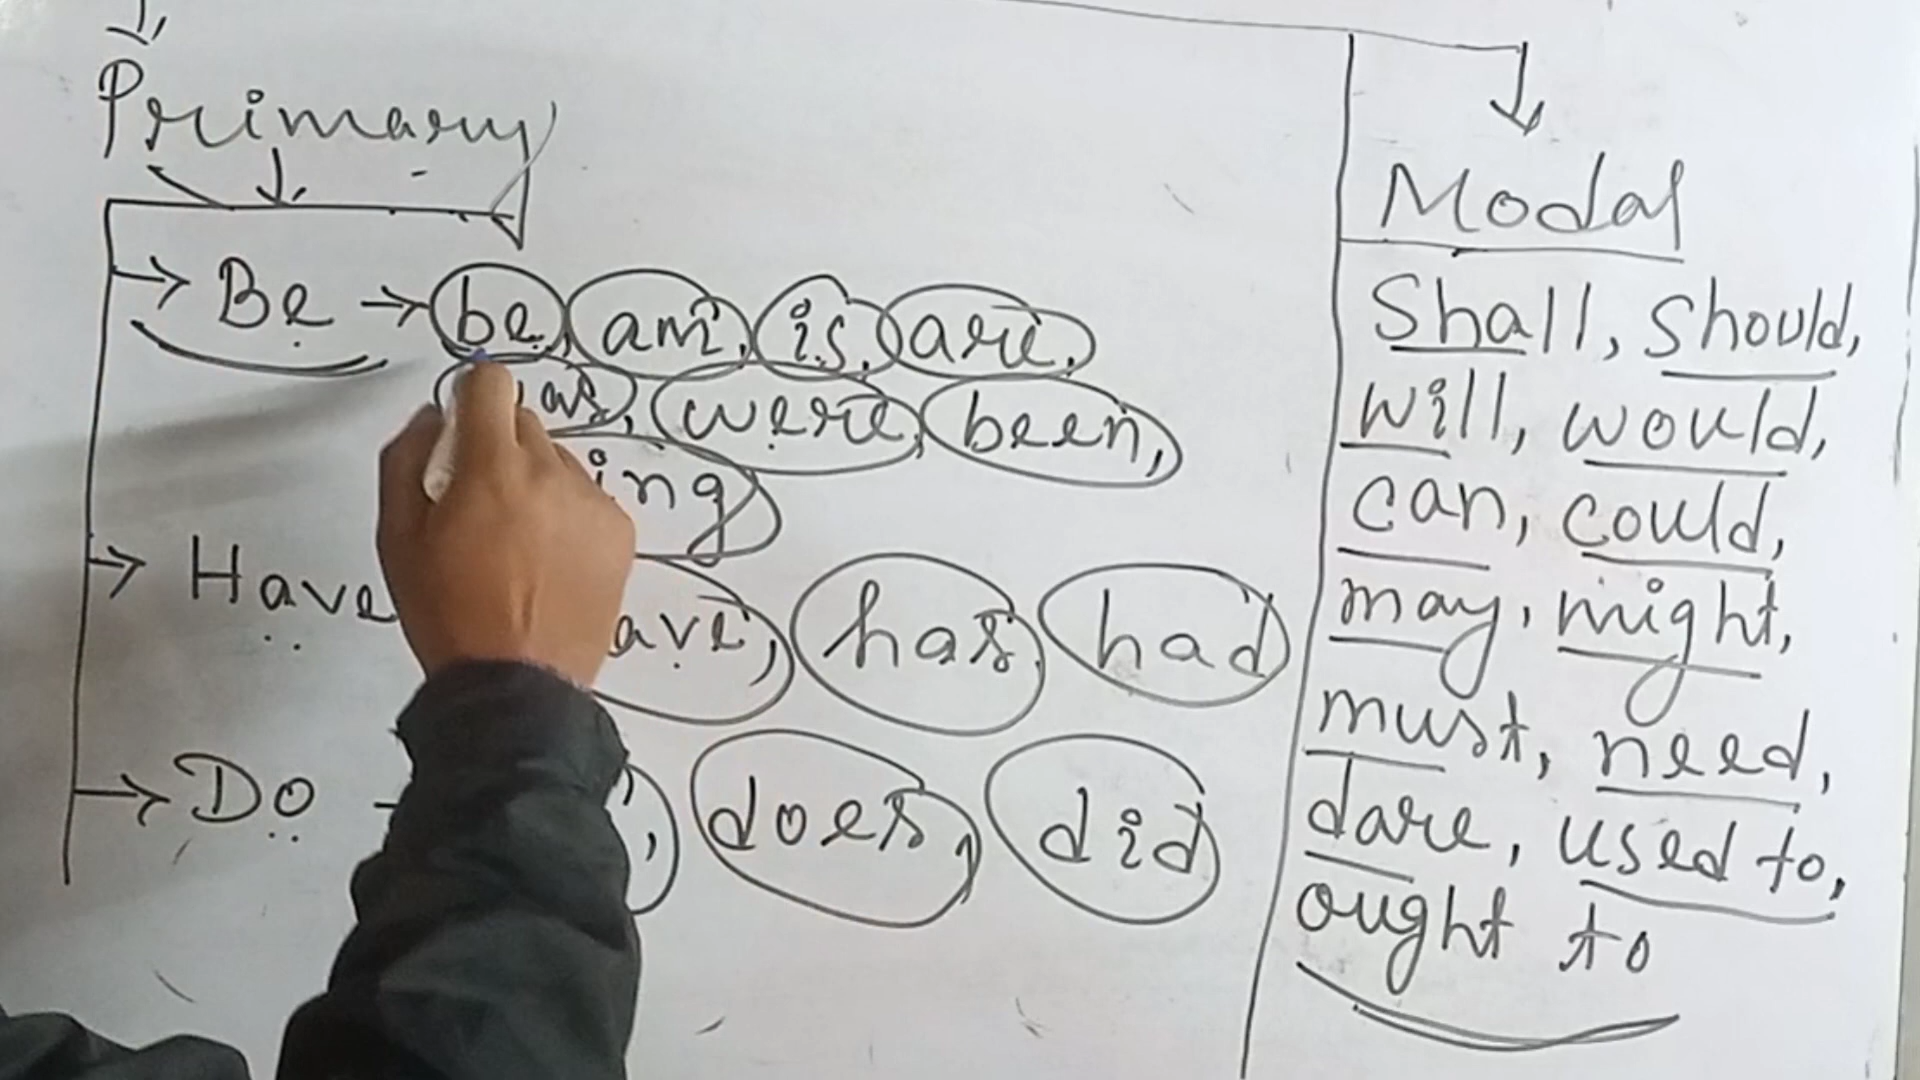 Primary
Be → be, am, is, are,
were, been,
Have has, had
Do does, did
Modal
Shall, should,
will, would,
can, could,
may, might,
must, need,
dare, used to,
ought to